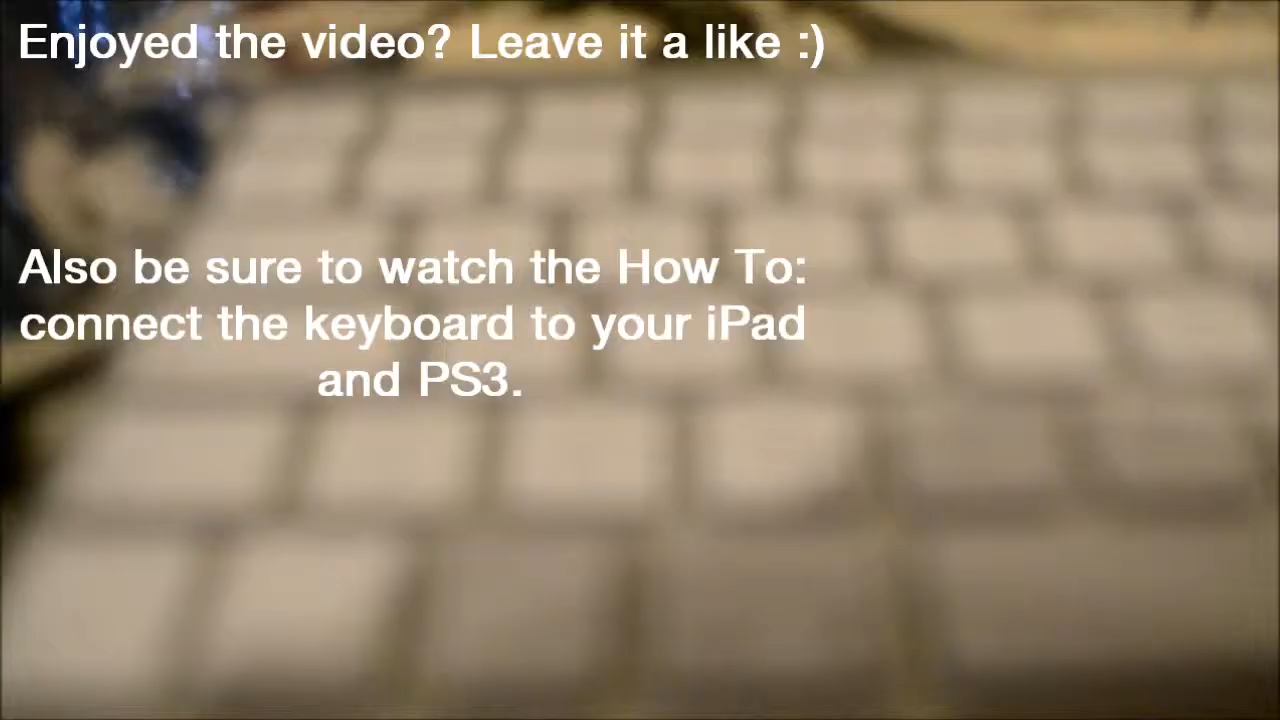 Enjoyed the video? Leave it a like :)
Also be sure to watch the How To:
connect the keyboard to your iPad
and PS3.